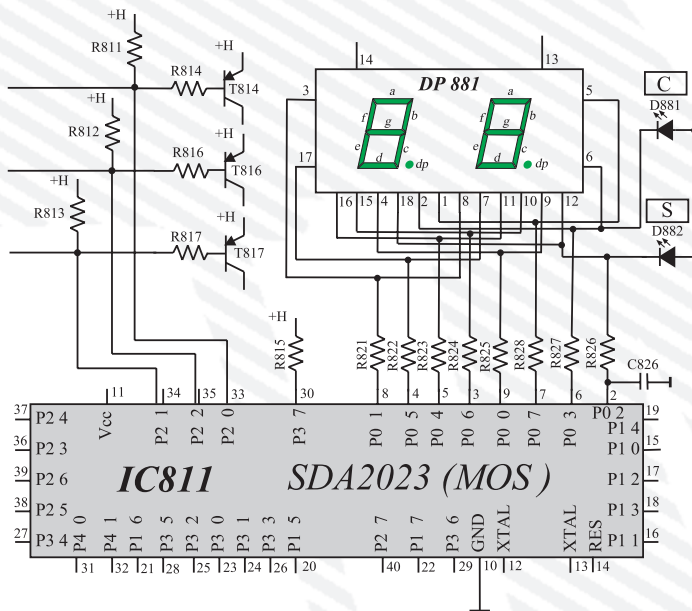 +H
R811
+H
R814
T814
+H
R812
+H
R816
T816
+H
R813
+H
R817
T817
14
13
3
DP 881
5
a
f
b
g
e
c
d
dp
a
f
b
g
e
c
d
dp
17
6
16
15
4
18
2
1
8
7
11
10
9
12
C
D881
S
D882
+H
R815
R821
R822
R823
R824
R825
R828
R827
R826
C826
11
34
35
33
30
8
4
5
3
9
7
6
2
37
P2 4
Vcc
P2 1
P2 2
P2 0
P3 7
P0 1
P0 5
P0 4
P0 6
P0 0
P0 7
P0 3
P0 2
P1 4
19
36
P2 3
P1 0
15
39
P2 6
IC811
SDA2023 (MOS )
P1 2
17
38
P2 5
P1 3
18
27
P3 4
P1 1
16
P4 0
P4 1
P1 6
P3 5
P3 2
P3 0
P3 1
P3 3
P1 5
P2 7
P1 7
P3 6
GND
XTAL
XTAL
RES
31
32
21
28
25
23
24
26
20
40
22
29
10
12
13
14